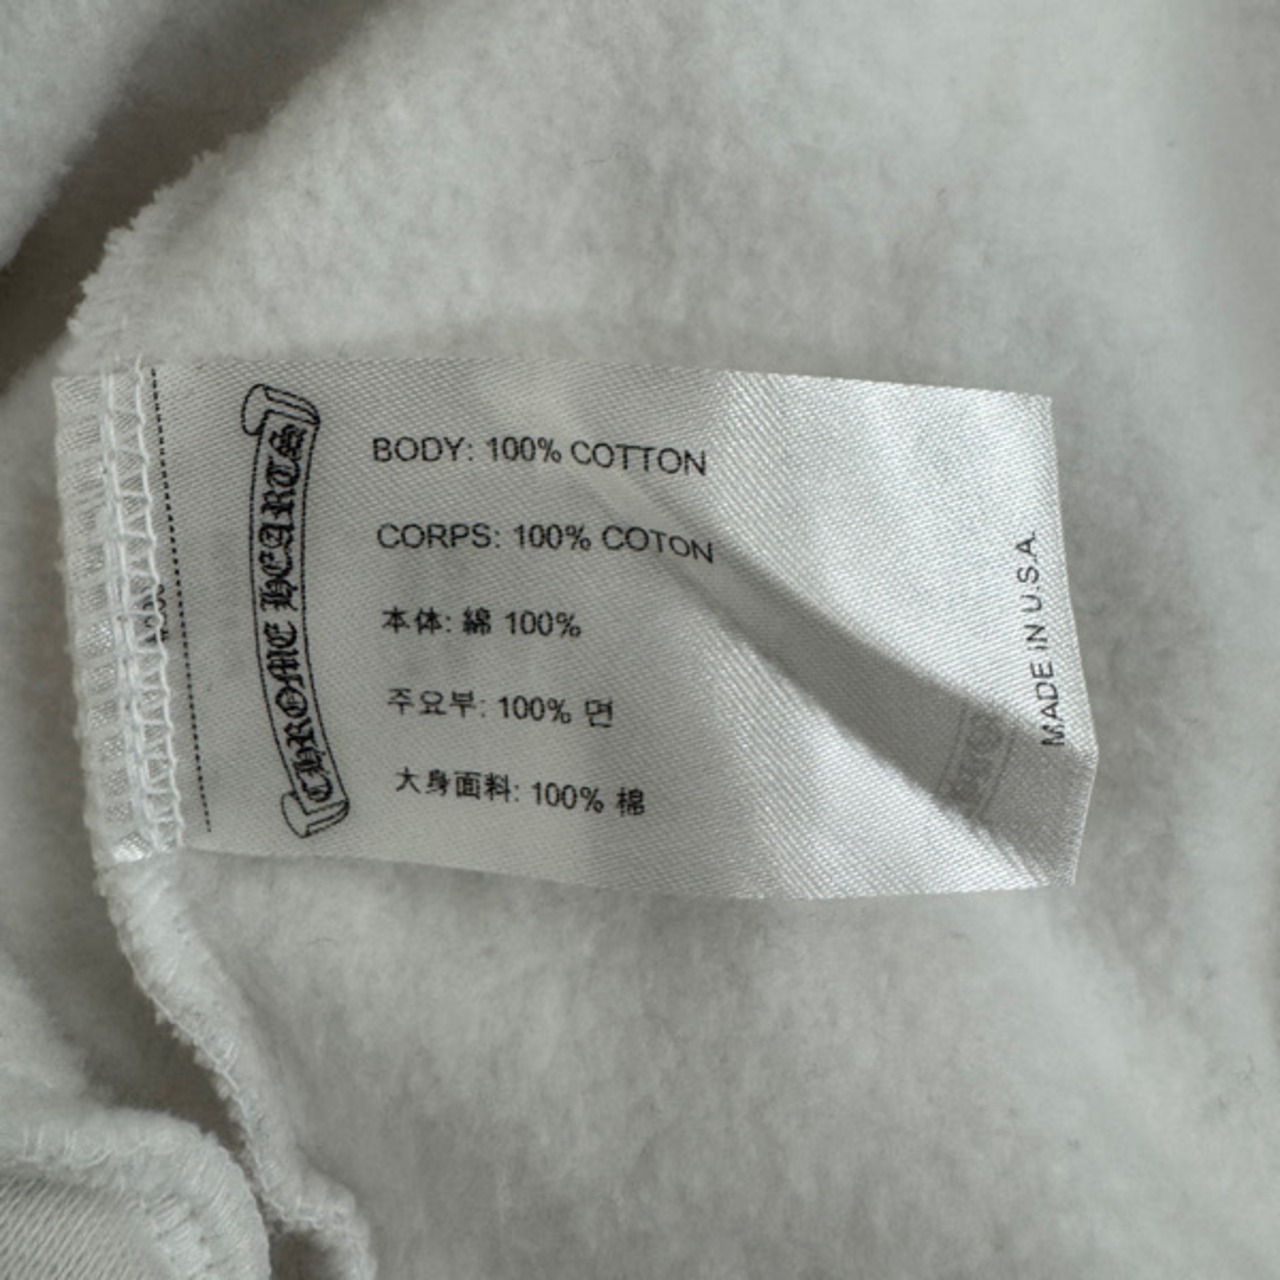 CHROME HEARTS
BODY: 100% COTTON
CORPS: 100% COTON
本体: 綿 100%
주요부: 100% 면
大身面料: 100% 棉
MADE IN U.S.A.